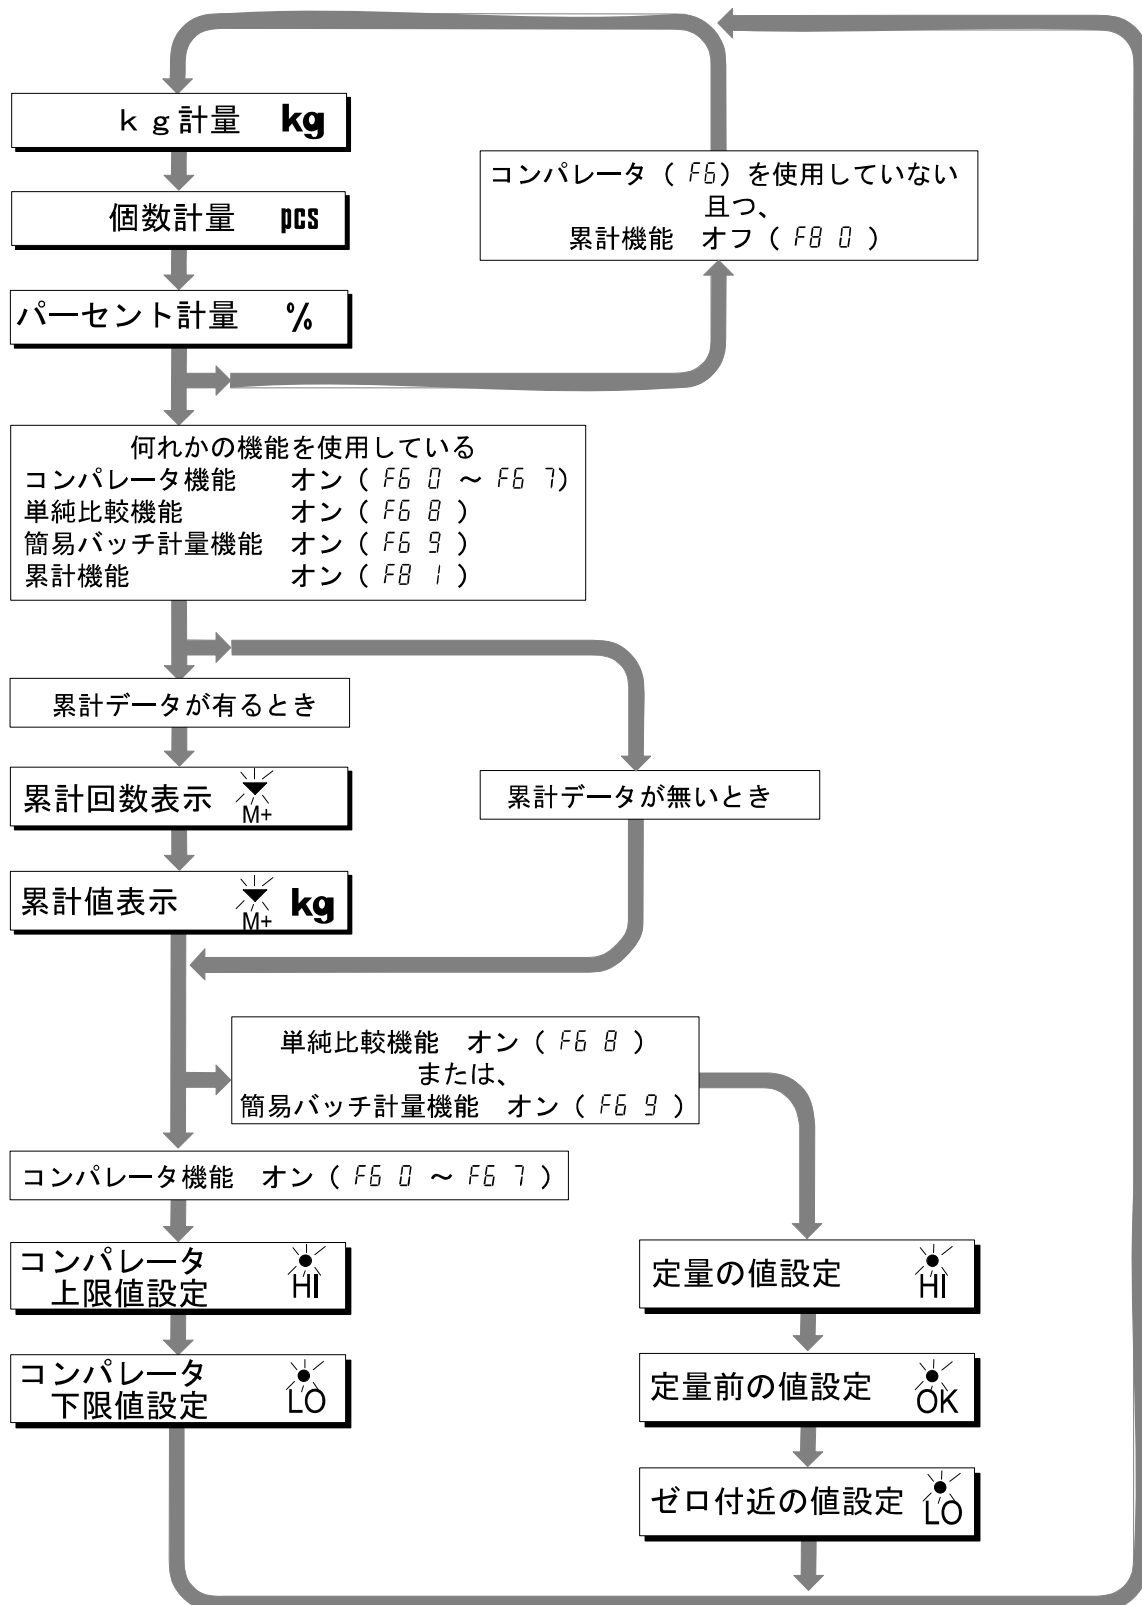 kg計量 kg
コンパレータ（F6）を使用していない
且つ、
累計機能 オフ（F8 0）
個数計量 pcs
パーセント計量 %
何れかの機能を使用している
コンパレータ機能 オン（F6 0 ～ F6 7）
単純比較機能 オン（F6 8）
簡易バッチ計量機能 オン（F6 9）
累計機能 オン（F8 1）
累計データが有るとき
累計回数表示 M+
累計データが無いとき
累計値表示 M+ kg
単純比較機能 オン（F6 8）
または、
簡易バッチ計量機能 オン（F6 9）
コンパレータ機能 オン（F6 0 ～ F6 7）
コンパレータ
上限値設定 HI
コンパレータ
下限値設定 LO
定量の値設定 HI
定量前の値設定 OK
ゼロ付近の値設定 LO